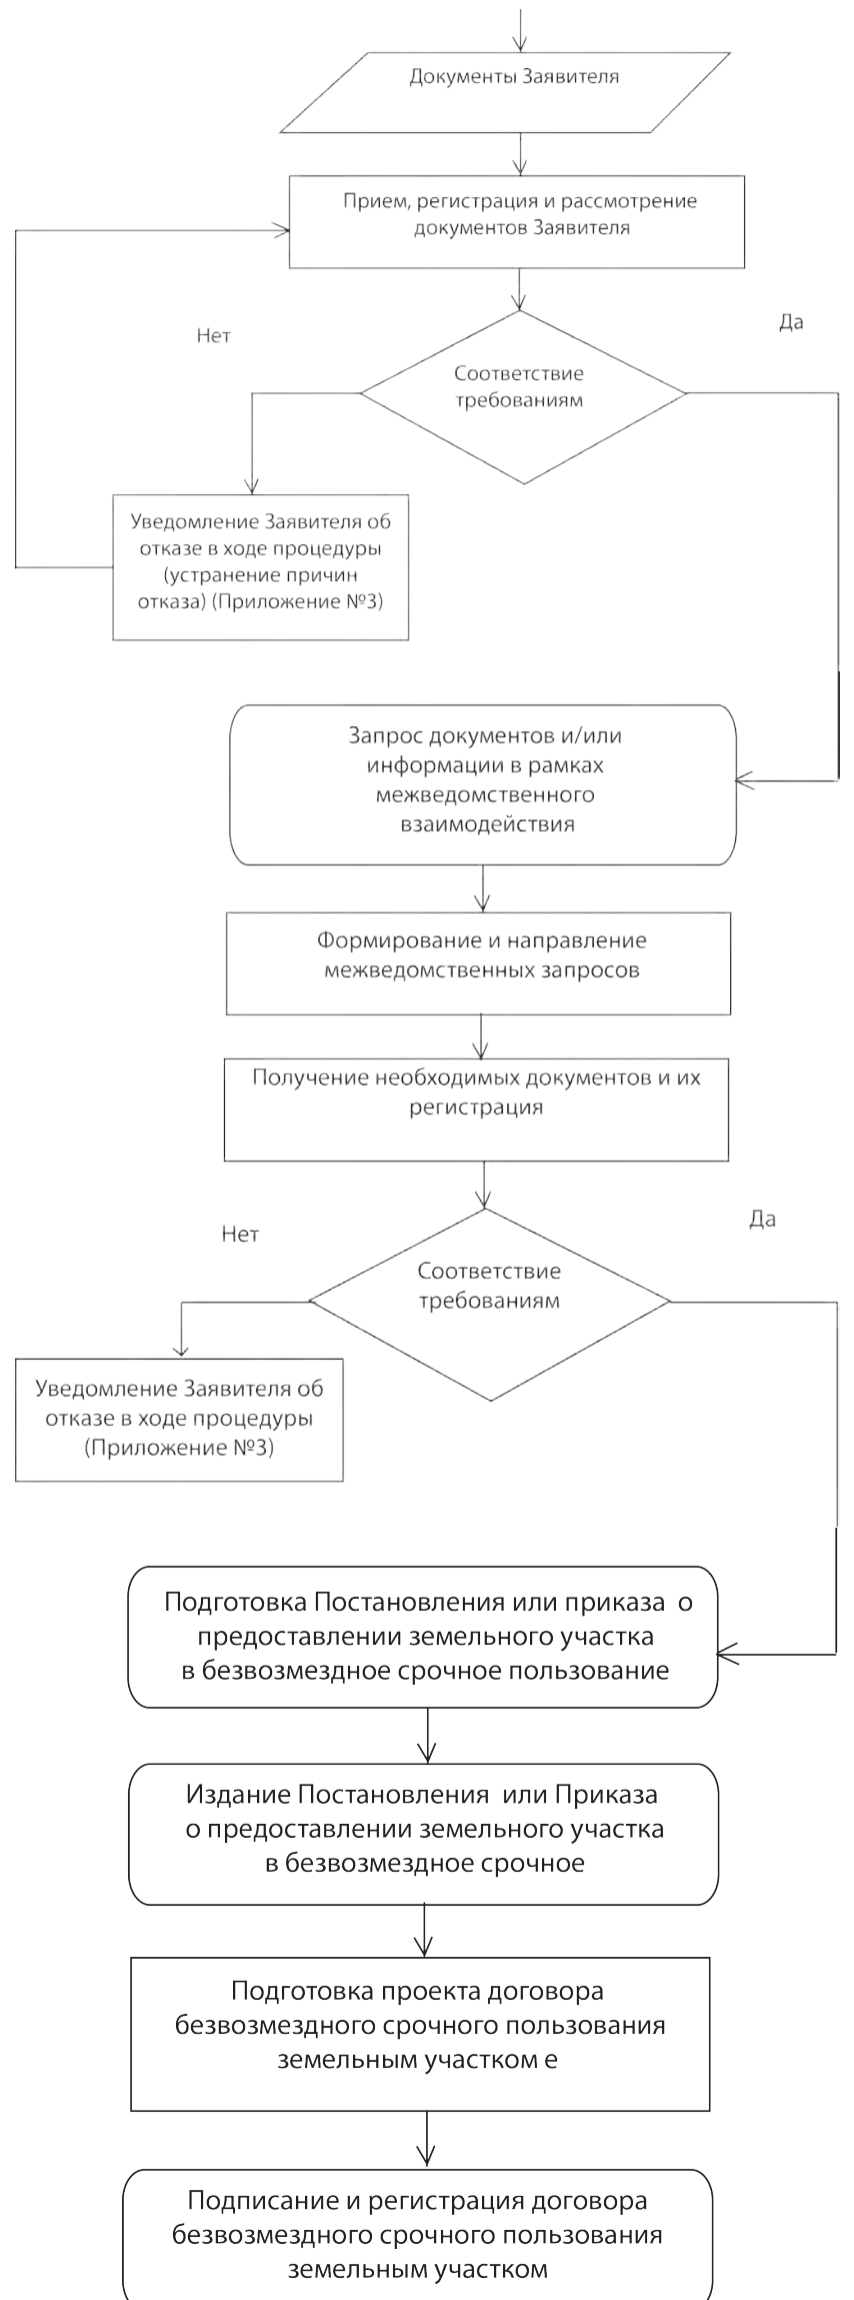 Документы Заявителя
Прием, регистрация и рассмотрение
документов Заявителя
Нет
Да
Соответствие
требованиям
Уведомление Заявителя об
отказе в ходе процедуры
(устранение причин
отказа) (Приложение №3)
Запрос документов и/или
информации в рамках
межведомственного
взаимодействия
Формирование и направление
межведомственных запросов
Получение необходимых документов и их
регистрация
Нет
Да
Соответствие
требованиям
Уведомление Заявителя об
отказе в ходе процедуры
(Приложение №3)
Подготовка Постановления или приказа о
предоставлении земельного участка
в безвозмездное срочное пользование
Издание Постановления или Приказа
о предоставлении земельного участка
в безвозмездное срочное
Подготовка проекта договора
безвозмездного срочного пользования
земельным участком е
Подписание и регистрация договора
безвозмездного срочного пользования
земельным участком